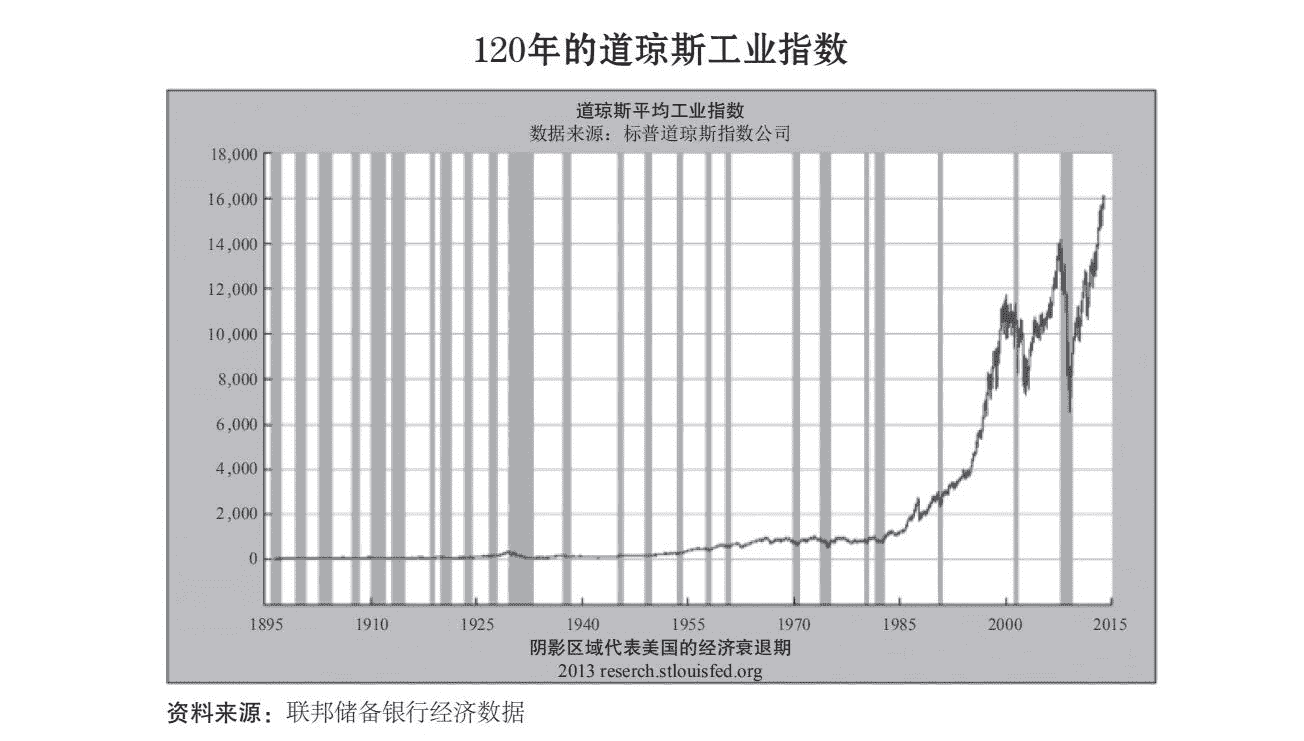 120年的道琼斯工业指数
道琼斯平均工业指数
数据来源：标普道琼斯指数公司
18,000
16,000
14,000
12,000
10,000
8,000
6,000
4,000
2,000
0
1895 1910 1925 1940 1955 1970 1985 2000 2015
阴影区域代表美国的经济衰退期
2013 reserch.stlouisfed.org
资料来源：联邦储备银行经济数据